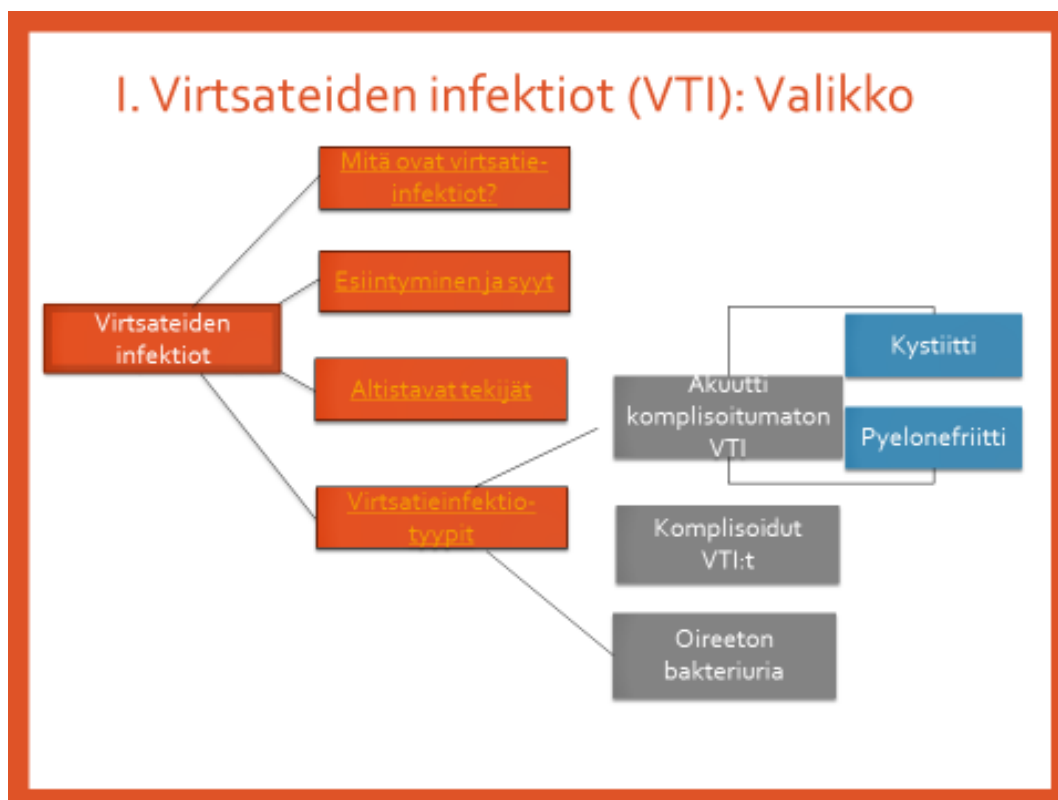 I. Virtsateiden infektiot (VTI): Valikko
Mitä ovat virtsatie-
infektiot?
Esiintyminen ja syyt
Virtsateiden
infektiot
Altistavat tekijät
Virtsatieinfektio-
tyypit
Akuutti
komplisoitumaton
VTI
Kystiitti
Pyelonefriitti
Komplisoidut
VTI:t
Oireeton
bakteriuria